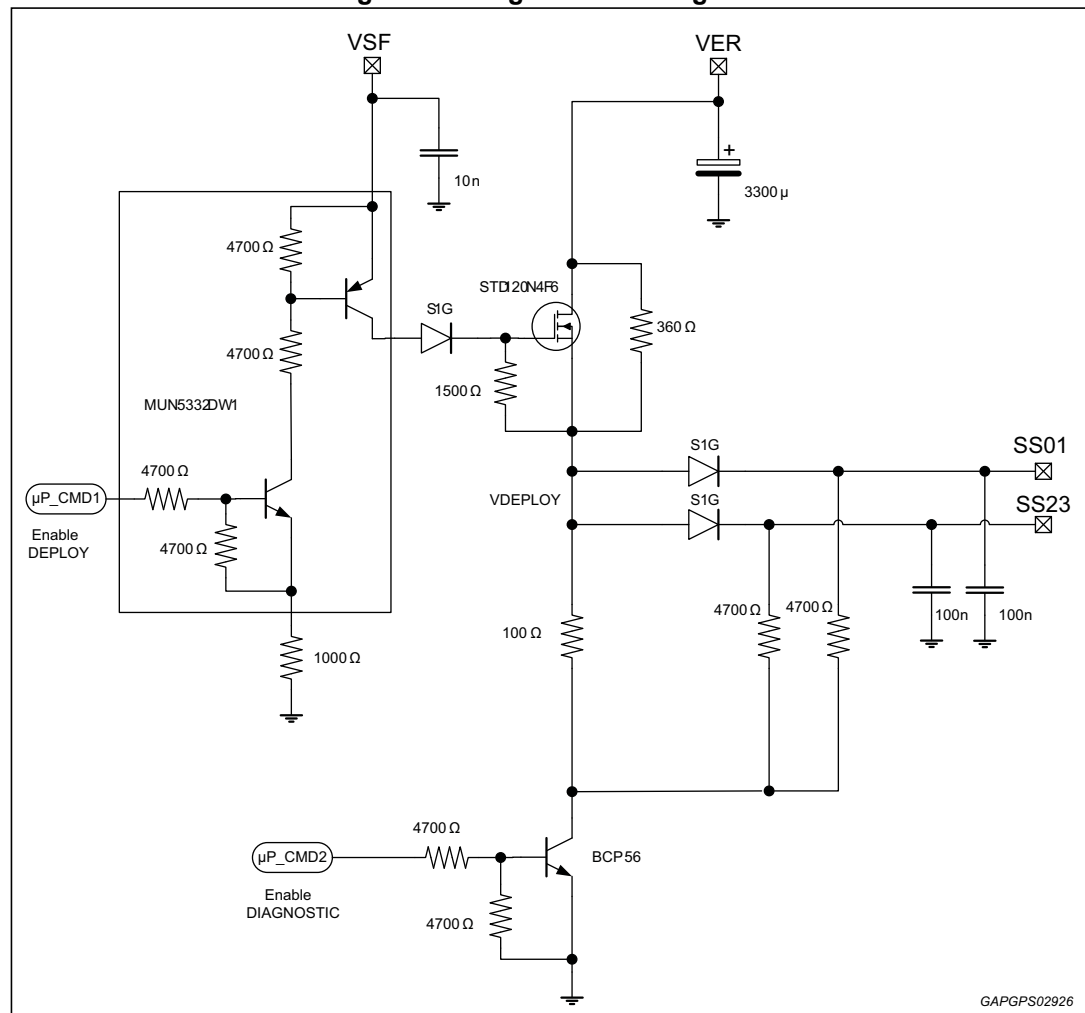 VSF
VER
10n
+
3300 µ
4700 Ω
STD120N4F6
S1G
360 Ω
4700 Ω
1500 Ω
MUN5332DW1
S1G
SS01
4700 Ω
µP_CMD1
VDEPLOY
S1G
SS23
Enable
DEPLOY
4700 Ω
4700 Ω
4700 Ω
100n
100n
100 Ω
1000 Ω
4700 Ω
µP_CMD2
BCP56
Enable
DIAGNOSTIC
4700 Ω
GAPGPS02926